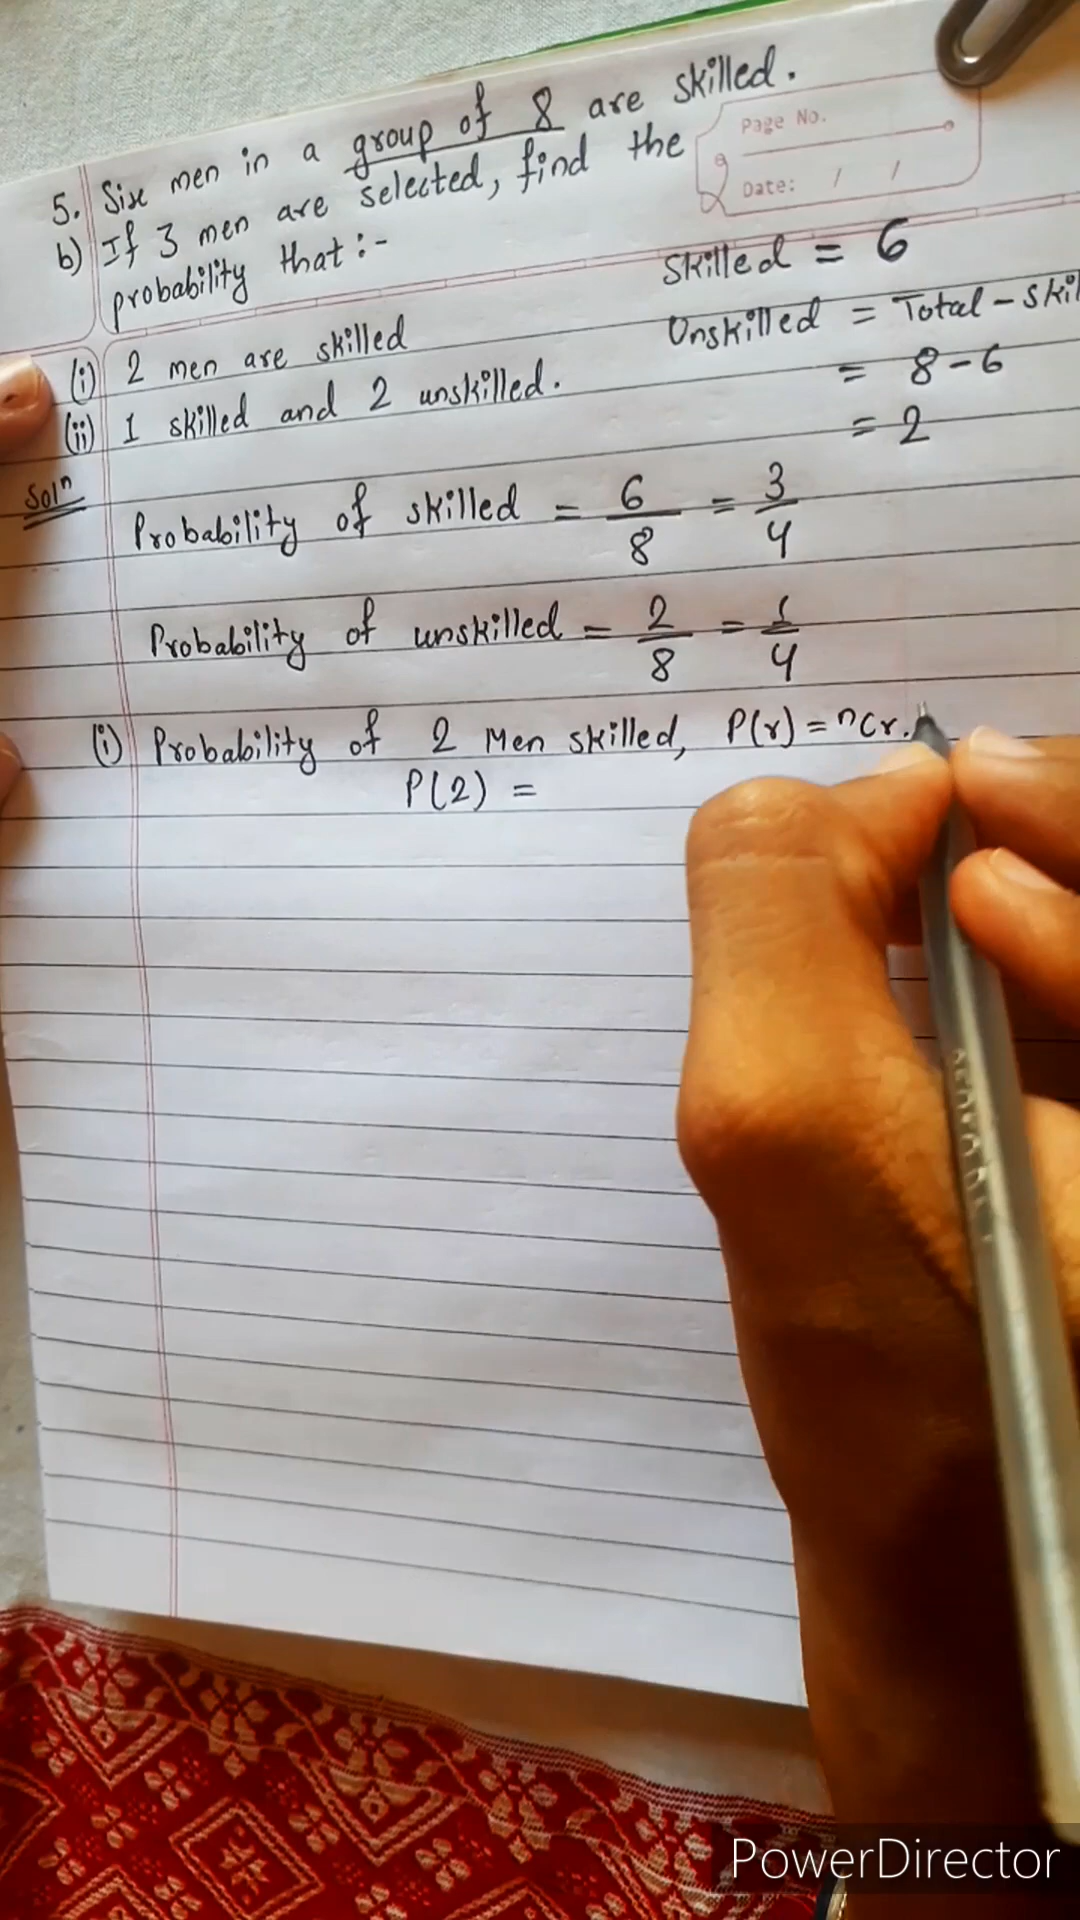 5. Six men in a group of 8 are skilled.
b) If 3 men are selected, find the
probability that :-
Page No.
Date: / /
(i) 2 men are skilled
(ii) 1 skilled and 2 unskilled.
Skilled = 6
Unskilled = Total - Skil
= 8 - 6
= 2
Soln
Probability of skilled = 6/8 = 3/4
Probability of unskilled = 2/8 = 1/4
(i) Probability of 2 Men skilled, P(r) = nCr.
P(2) =
PowerDirector